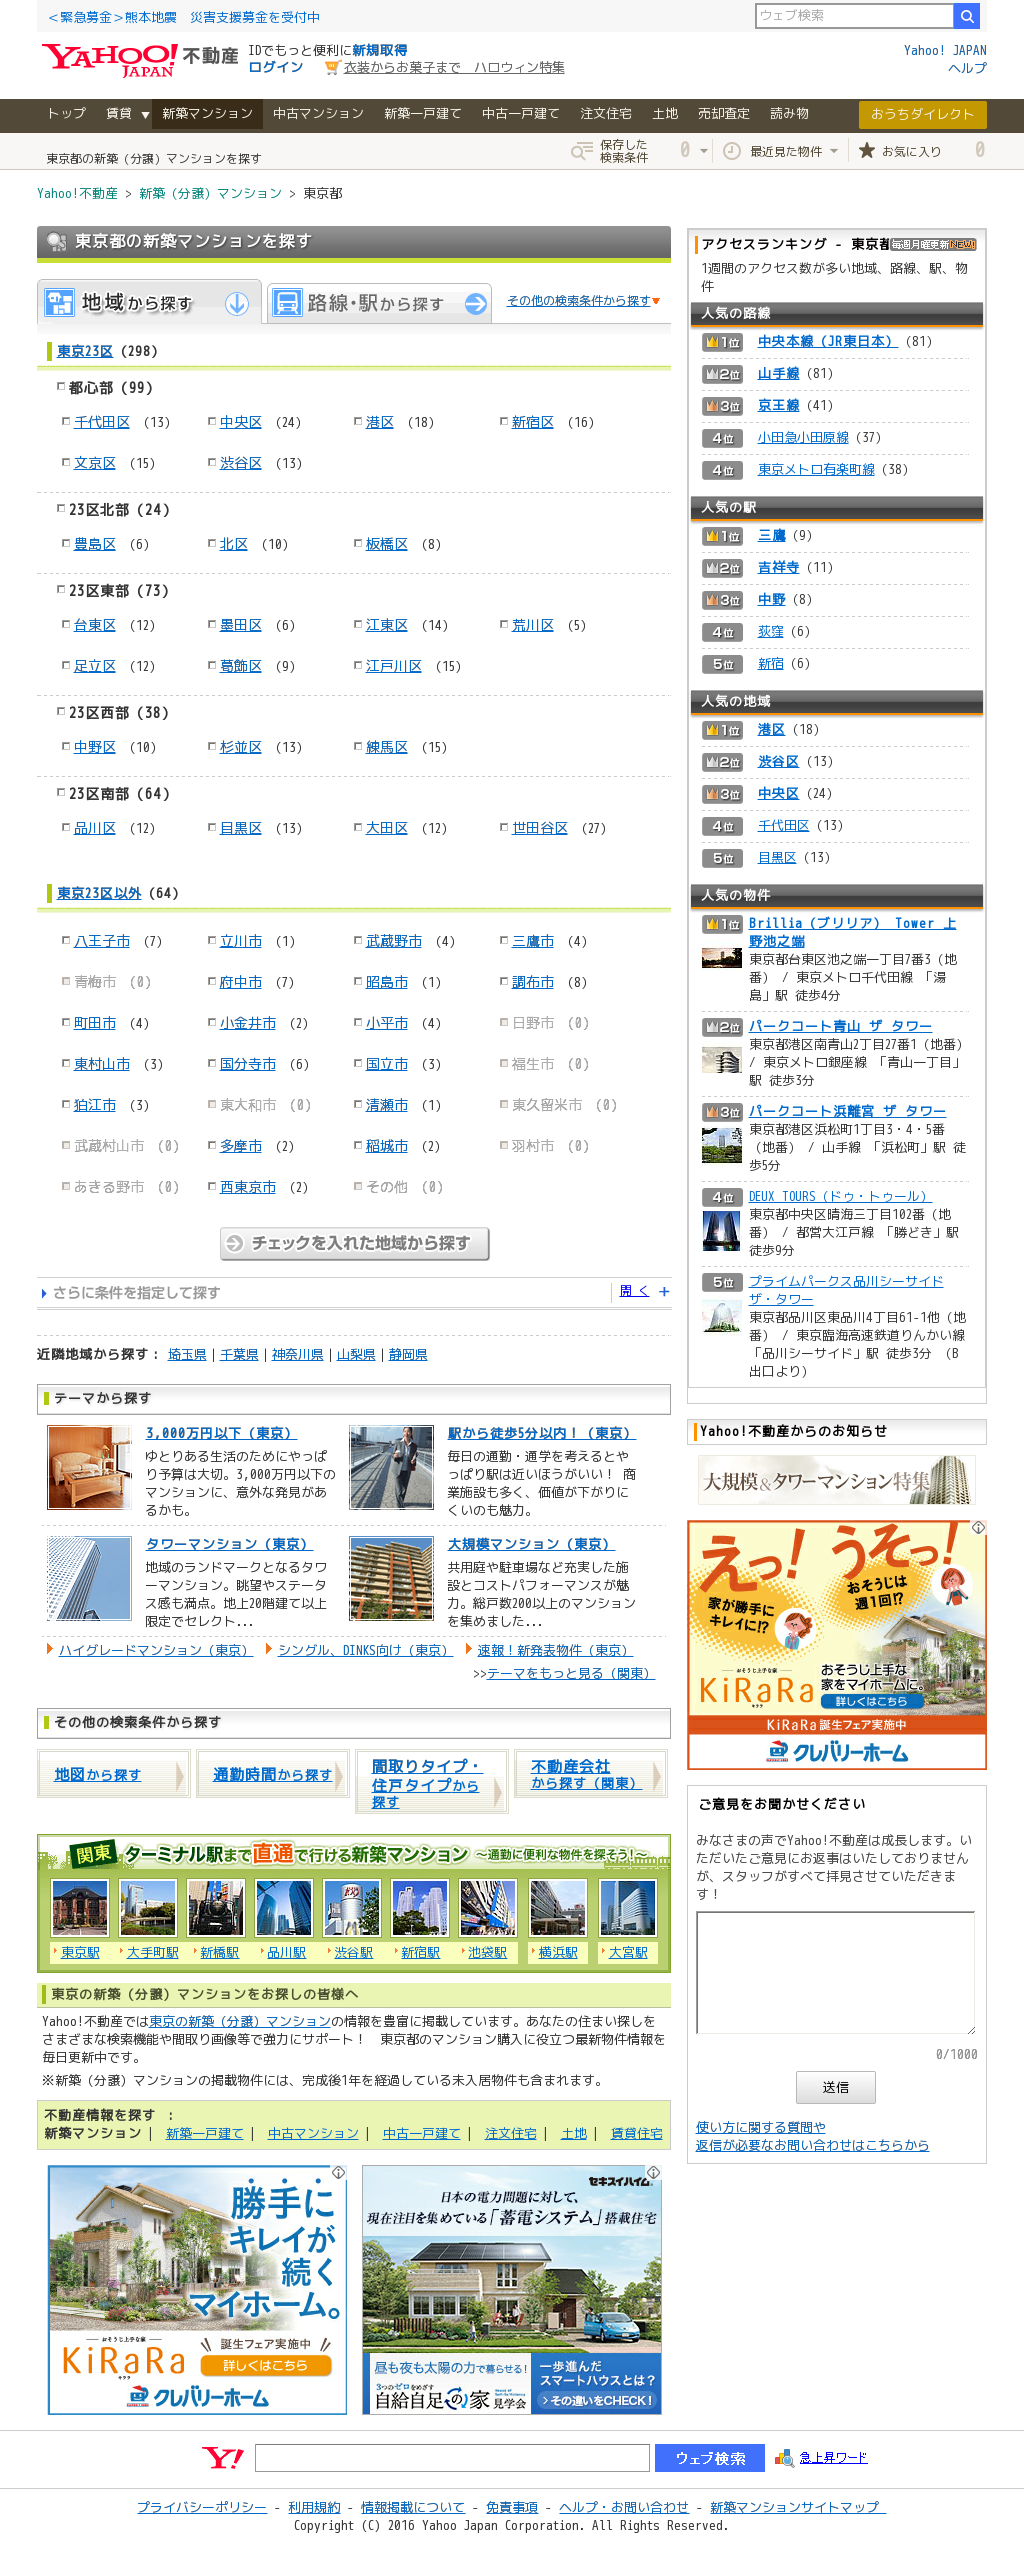 ＜緊急募金＞熊本地震　災害支援募金を受付中
ウェブ検索
YAHOO! JAPAN 不動産
IDでもっと便利に新規取得
ログイン
衣装からお菓子まで　ハロウィン特集
Yahoo! JAPAN
ヘルプ
トップ 賃貸 ▼ 新築マンション 中古マンション 新築一戸建て 中古一戸建て 注文住宅 土地 売却査定 読み物 おうちダイレクト
東京都の新築（分譲）マンションを探す
保存した
検索条件
0
最近見た物件
お気に入り
0
Yahoo!不動産 > 新築（分譲）マンション > 東京都
東京都の新築マンションを探す
地域から探す
路線・駅から探す
その他の検索条件から探す
東京23区（298）
都心部（99）
千代田区 （13） 中央区 （24） 港区 （18） 新宿区 （16）
文京区 （15） 渋谷区 （13）
23区北部（24）
豊島区 （6） 北区 （10） 板橋区 （8）
23区東部（73）
台東区 （12） 墨田区 （6） 江東区 （14） 荒川区 （5）
足立区 （12） 葛飾区 （9） 江戸川区 （15）
23区西部（38）
中野区 （10） 杉並区 （13） 練馬区 （15）
23区南部（64）
品川区 （12） 目黒区 （13） 大田区 （12） 世田谷区 （27）
東京23区以外（64）
八王子市 （7） 立川市 （1） 武蔵野市 （4） 三鷹市 （4）
青梅市 （0） 府中市 （7） 昭島市 （1） 調布市 （8）
町田市 （4） 小金井市 （2） 小平市 （4） 日野市 （0）
東村山市 （3） 国分寺市 （6） 国立市 （3） 福生市 （0）
狛江市 （3） 東大和市 （0） 清瀬市 （1） 東久留米市 （0）
武蔵村山市 （0） 多摩市 （2） 稲城市 （2） 羽村市 （0）
あきる野市 （0） 西東京市 （2） その他 （0）
チェックを入れた地域から探す
さらに条件を指定して探す
開く ＋
近隣地域から探す： 埼玉県 | 千葉県 | 神奈川県 | 山梨県 | 静岡県
テーマから探す
3,000万円以下（東京）
ゆとりある生活のためにやっぱ
り予算は大切。3,000万円以下の
マンションに、意外な発見があ
るかも。
駅から徒歩5分以内！（東京）
毎日の通勤・通学を考えるとや
っぱり駅は近いほうがいい！ 商
業施設も多く、価値が下がりに
くいのも魅力。
タワーマンション（東京）
地域のランドマークとなるタワ
ーマンション。眺望やステータ
ス感も満点。地上20階建て以上
限定でセレクト...
大規模マンション（東京）
共用庭や駐車場など充実した施
設とコストパフォーマンスが魅
力。総戸数200以上のマンション
を集めました...
ハイグレードマンション（東京） シングル、DINKS向け（東京） 速報！新発表物件（東京）
>>テーマをもっと見る（関東）
その他の検索条件から探す
地図から探す
通勤時間から探す
間取りタイプ・
住戸タイプから
探す
不動産会社
から探す（関東）
関東 ターミナル駅まで直通で行ける新築マンション ～通勤に便利な物件を探そう!～
東京駅 大手町駅 新橋駅 品川駅 渋谷駅 新宿駅 池袋駅 横浜駅 大宮駅
東京の新築（分譲）マンションをお探しの皆様へ
Yahoo!不動産では東京の新築（分譲）マンションの情報を豊富に掲載しています。あなたの住まい探しを
さまざまな検索機能や間取り画像等で強力にサポート！　東京都のマンション購入に役立つ最新物件情報を
毎日更新中です。
※新築（分譲）マンションの掲載物件には、完成後1年を経過している未入居物件も含まれます。
不動産情報を探す ：
新築マンション | 新築一戸建て | 中古マンション | 中古一戸建て | 注文住宅 | 土地 | 賃貸住宅
勝手に
キレイが
続く
マイホーム。
おそうじ上手な家
KiRaRa
誕生フェア実施中
詳しくはこちら
クレバリーホーム
セキスイハイム
日本の電力問題に対して、
現在注目を集めている「蓄電システム」搭載住宅
昼も夜も太陽の力で暮らせる!
3つのゼロをめざす
自給自足の家 見学会
一歩進んだ
スマートハウスとは?
その違いをCHECK!
アクセスランキング - 東京都
毎週月曜更新NEW!
1週間のアクセス数が多い地域、路線、駅、物
件
人気の路線
1位 中央本線（JR東日本）（81）
2位 山手線（81）
3位 京王線（41）
4位 小田急小田原線（37）
4位 東京メトロ有楽町線（38）
人気の駅
1位 三鷹（9）
2位 吉祥寺（11）
3位 中野（8）
4位 荻窪（6）
5位 新宿（6）
人気の地域
1位 港区（18）
2位 渋谷区（13）
3位 中央区（24）
4位 千代田区（13）
5位 目黒区（13）
人気の物件
1位 Brillia（ブリリア） Tower 上
野池之端
東京都台東区池之端一丁目7番3（地
番） / 東京メトロ千代田線 「湯
島」駅 徒歩4分
2位 パークコート青山 ザ タワー
東京都港区南青山2丁目27番1（地番）
/ 東京メトロ銀座線 「青山一丁目」
駅 徒歩3分
3位 パークコート浜離宮 ザ タワー
東京都港区浜松町1丁目3・4・5番
（地番） / 山手線 「浜松町」駅 徒
歩5分
4位 DEUX TOURS（ドゥ・トゥール）
東京都中央区晴海三丁目102番（地
番） / 都営大江戸線 「勝どき」駅
徒歩9分
5位 プライムパークス品川シーサイド
ザ・タワー
東京都品川区東品川4丁目61-1他（地
番） / 東京臨海高速鉄道りんかい線
「品川シーサイド」駅 徒歩3分 （B
出口より）
Yahoo!不動産からのお知らせ
大規模&タワーマンション特集
えっ! うそっ!
家が勝手に
キレイに!?
おそうじは
週1回!?
おそうじ上手な家
KiRaRa
おそうじ上手な
家をマイホームに。
詳しくはこちら
KiRaRa 誕生フェア実施中
クレバリーホーム
ご意見をお聞かせください
みなさまの声でYahoo!不動産は成長します。い
ただいたご意見にお返事はいたしておりません
が、スタッフがすべて拝見させていただきま
す！
0/1000
送信
使い方に関する質問や
返信が必要なお問い合わせはこちらから
Y!
ウェブ検索
急上昇ワード
プライバシーポリシー - 利用規約 - 情報掲載について - 免責事項 - ヘルプ・お問い合わせ - 新築マンションサイトマップ
Copyright (C) 2016 Yahoo Japan Corporation. All Rights Reserved.